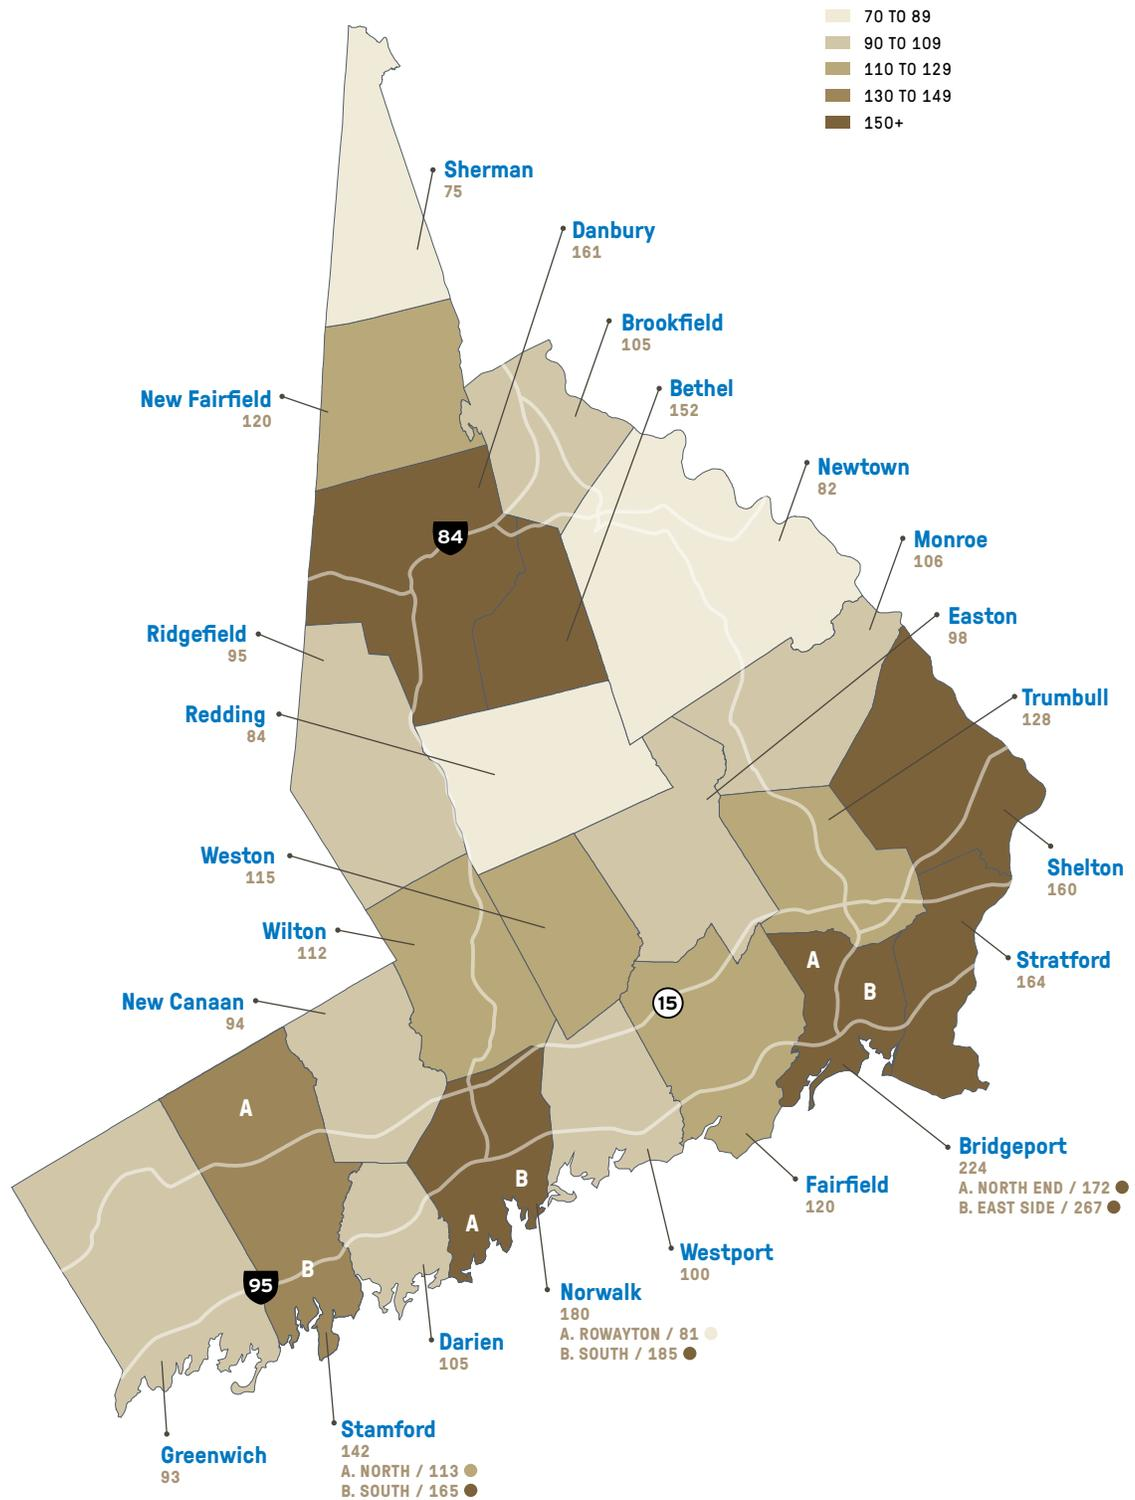 70 TO 89
90 TO 109
110 TO 129
130 TO 149
150+
Sherman
75
Danbury
161
Brookfield
105
Bethel
152
New Fairfield
120
Newtown
82
84
Monroe
106
Easton
98
Ridgefield
95
Trumbull
128
Redding
84
Weston
115
Shelton
160
Wilton
112
Stratford
164
A
B
New Canaan
94
15
A
Bridgeport
224
A. NORTH END / 172
B. EAST SIDE / 267
Fairfield
120
B
A
Westport
100
B
95
Norwalk
180
A. ROWAYTON / 81
B. SOUTH / 185
Darien
105
Stamford
142
A. NORTH / 113
B. SOUTH / 165
Greenwich
93